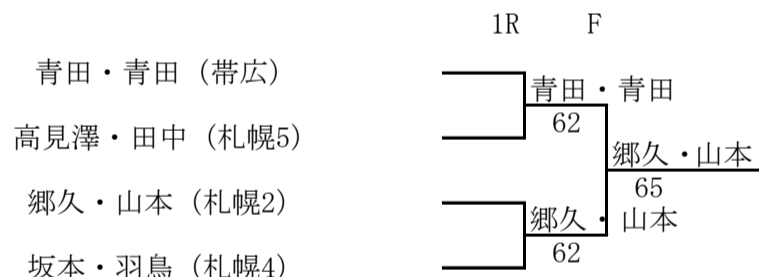 1R F
青田・青田（帯広）
青田・青田
62
高見澤・田中（札幌5）
郷久・山本
65
郷久・山本（札幌2）
郷久・山本
62
坂本・羽鳥（札幌4）